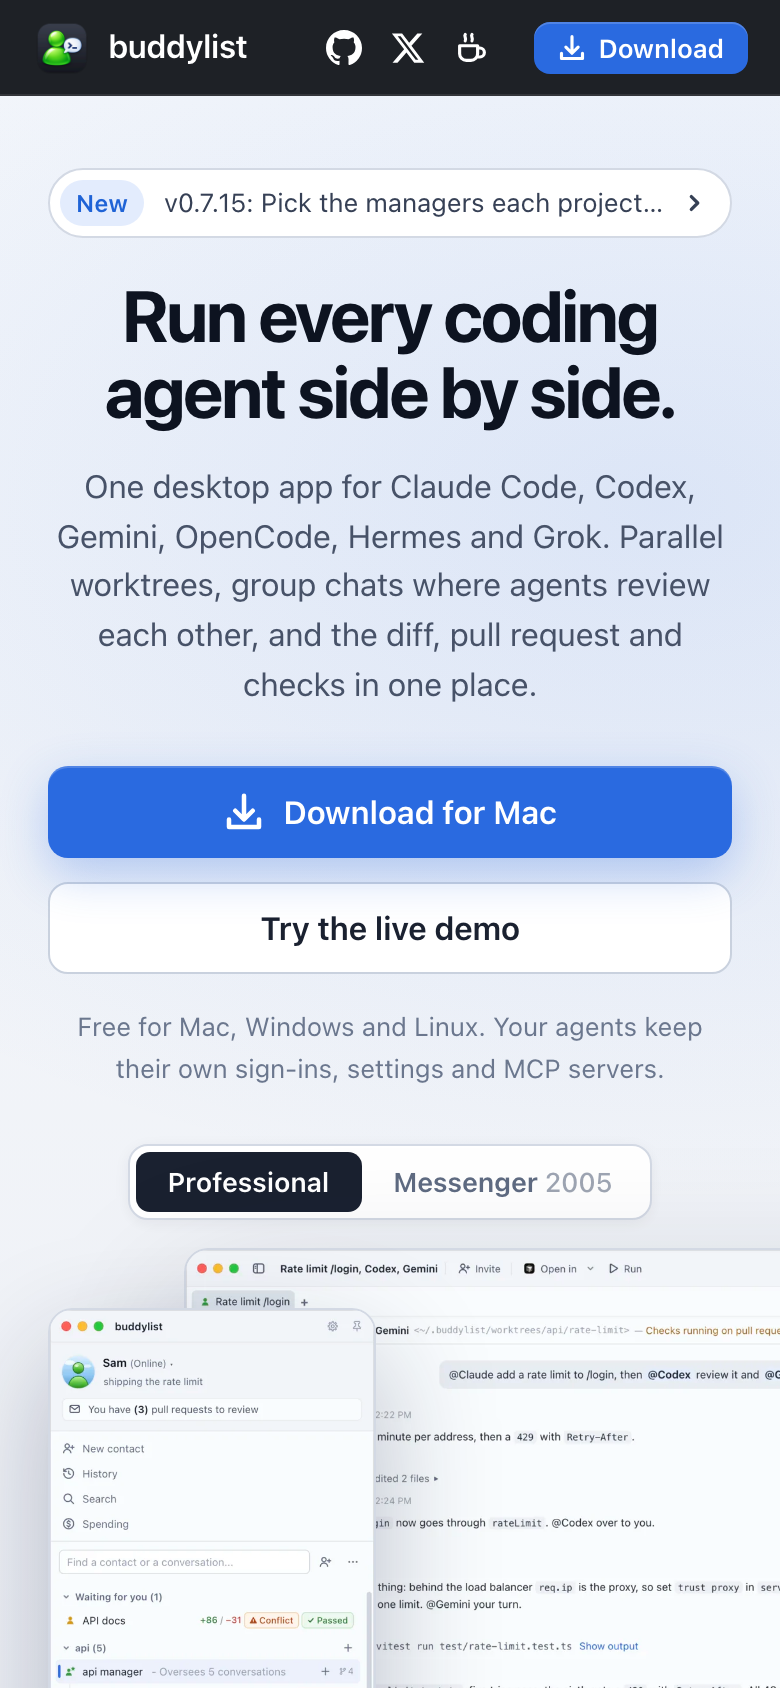 buddylist
Download
New v0.7.15: Pick the managers each project...
Run every coding
agent side by side.
One desktop app for Claude Code, Codex,
Gemini, OpenCode, Hermes and Grok. Parallel
worktrees, group chats where agents review
each other, and the diff, pull request and
checks in one place.
Download for Mac
Try the live demo
Free for Mac, Windows and Linux. Your agents keep
their own sign-ins, settings and MCP servers.
Professional Messenger 2005
Rate limit /login, Codex, Gemini Invite Open in Run
Rate limit /login +
Gemini <~/.buddylist/worktrees/api/rate-limit> — Checks running on pull
@Claude add a rate limit to /login, then @Codex review it and
2:22 PM
minute per address, then a 429 with Retry-After.
2 files
2:24 PM
now goes through rateLimit. @Codex over to you.
thing: behind the load balancer req.ip is the proxy, so set trust proxy in
one limit. @Gemini your turn.
vitest run test/rate-limit.test.ts Show output
buddylist
Sam (Online)
shipping the rate limit
You have (3) pull requests to review
New contact
History
Search
Spending
Find a contact or a conversation...
Waiting for you (1)
API docs +86 / −31 Conflict Passed
api (5) +
api manager - Oversees 5 conversations + 4